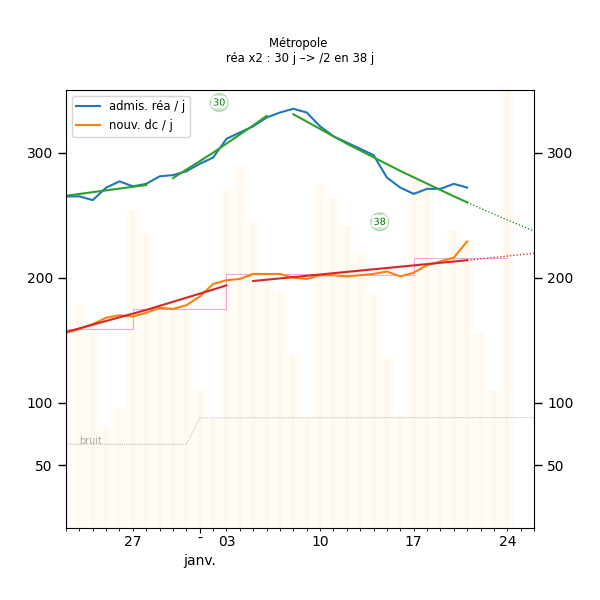 Métropole
réa x2 : 30 j –> /2 en 38 j
admis. réa / j
nouv. dc / j
30
38
300
300
200
200
100
100
bruit
50
50
27
-
03
10
17
24
janv.